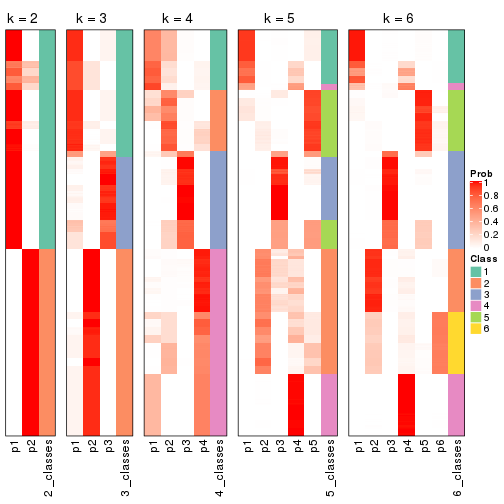 k = 2
k = 3
k = 4
k = 5
k = 6
p1
p2
2_classes
p1
p2
p3
3_classes
p1
p2
p3
p4
4_classes
p1
p2
p3
p4
p5
5_classes
p1
p2
p3
p4
p5
p6
6_classes
Prob
1
0.8
0.6
0.4
0.2
0
Class
1
2
3
4
5
6